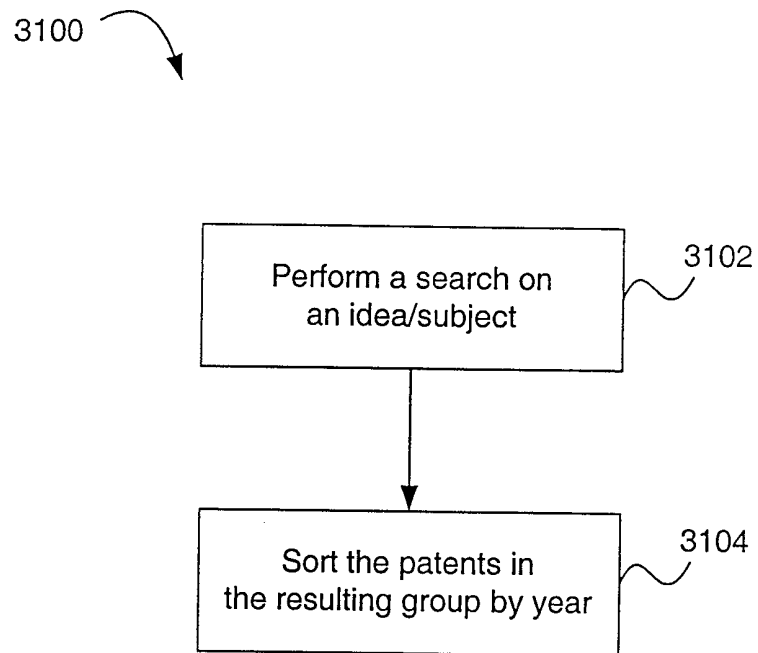 3100
Perform a search on
an idea/subject
3102
Sort the patents in
the resulting group by year
3104